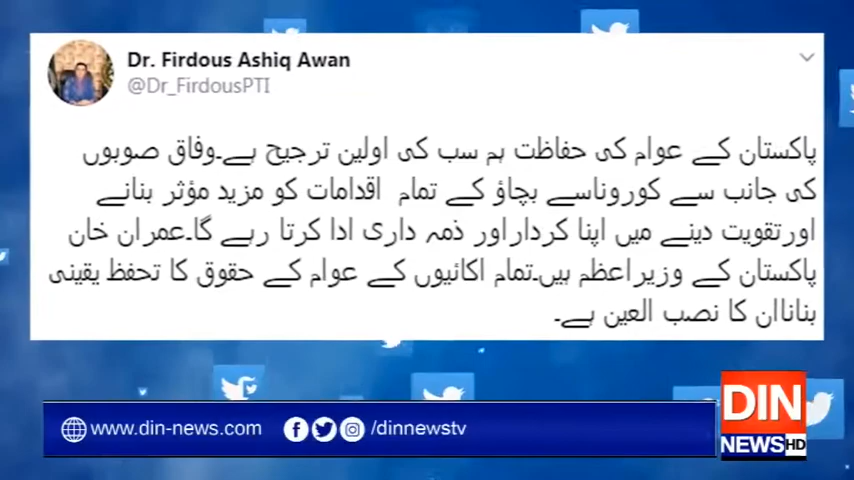 Dr. Firdous Ashiq Awan
@Dr_FirdousPTI
پاکستان کے عوام کی حفاظت ہم سب کی اولین ترجیح ہے۔وفاق صوبوں
کی جانب سے کوروناسے بچاؤ کے تمام اقدامات کو مزید مؤثر بنانے
اورتقویت دینے میں اپنا کرداراور ذمہ داری ادا کرتا رہے گا۔عمران خان
پاکستان کے وزیراعظم ہیں۔تمام اکائیوں کے عوام کے حقوق کا تحفظ یقینی
بناناان کا نصب العین ہے۔
www.din-news.com /dinnewstv
DIN
NEWS HD